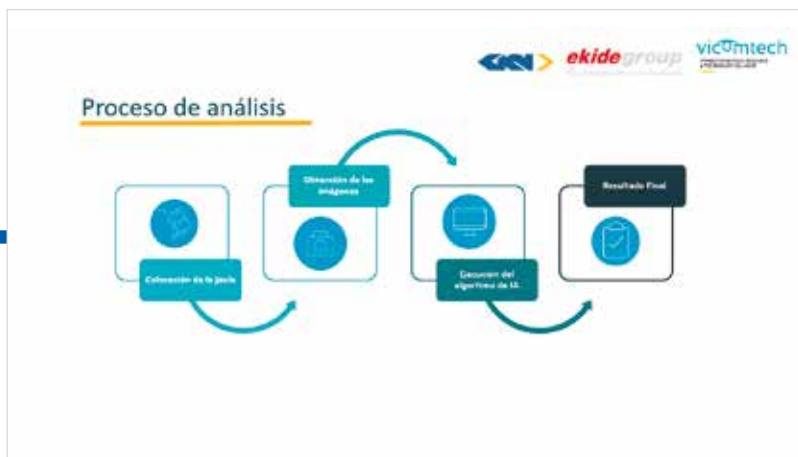 GKN
ekidegroup
vicomtech
Proceso de análisis
Obtención de las
imágenes
Resultado Final
Colocación de la jaula
Ejecución del
algoritmo de IA